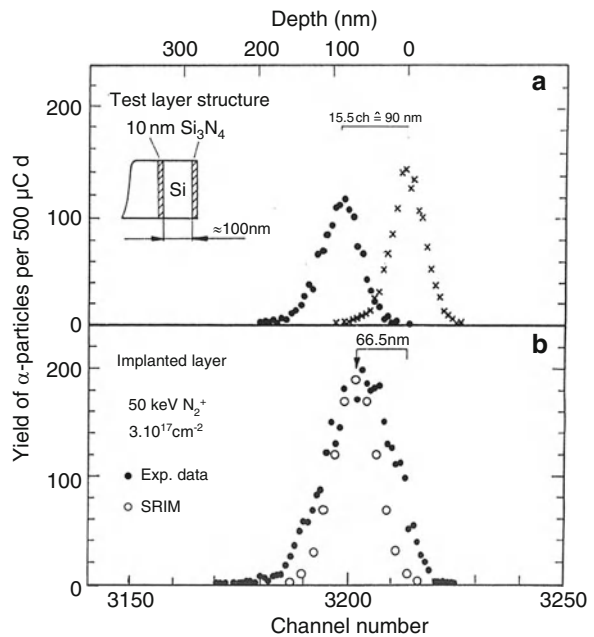 Depth (nm)
300 200 100 0
a
Test layer structure
10 nm Si₃N₄
Si
≈100nm
15.5 ch ≙ 90 nm
200
100
0
b
66.5nm
Implanted layer
50 keV N₂⁺
3.10¹⁷cm⁻²
Exp. data
SRIM
200
100
0
3150 3200 3250
Channel number
Yield of α-particles per 500 μC d